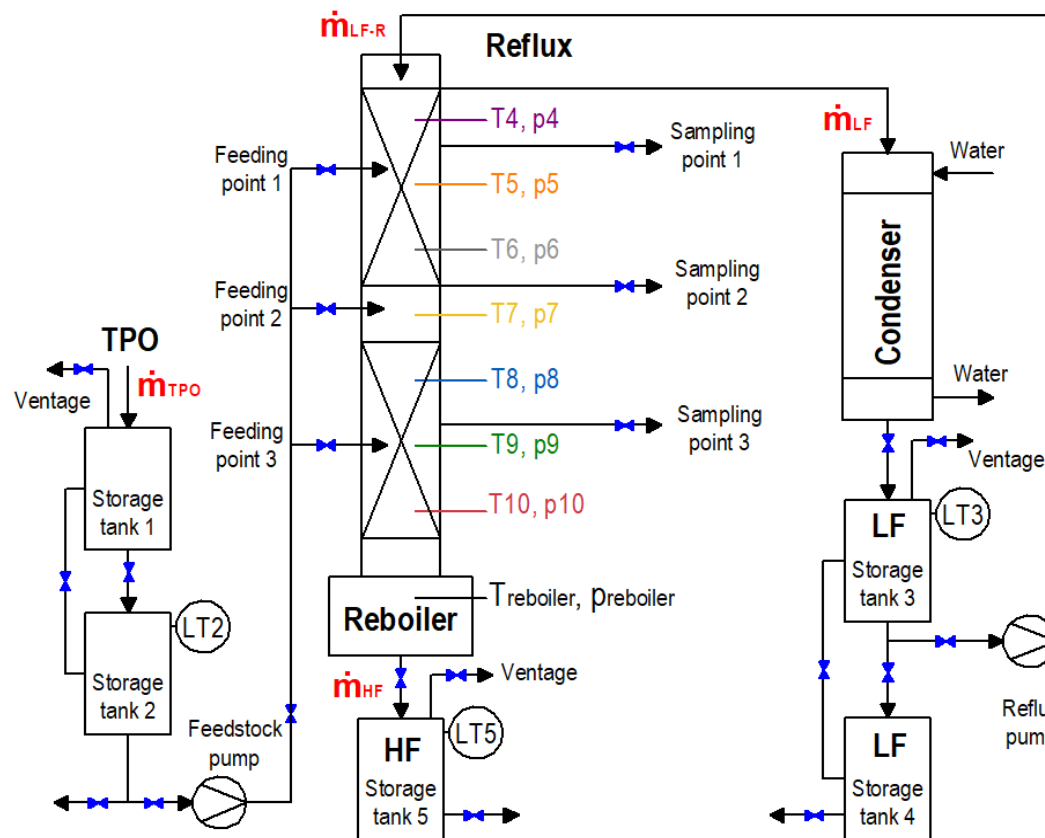 ṁLF-R
Reflux
T4, p4
Sampling
point 1
ṁLF
Water
Feeding
point 1
T5, p5
T6, p6
Condenser
Sampling
point 2
Feeding
point 2
T7, p7
TPO
ṁTPO
Ventage
T8, p8
Water
Feeding
point 3
T9, p9
Sampling
point 3
Ventage
Storage
tank 1
T10, p10
LF
LT3
Storage
tank 3
Treboiler, preboiler
Reboiler
LT2
Storage
tank 2
ṁHF
Ventage
Feedstock
pump
HF
LT5
Storage
tank 5
Reflu
pum
LF
Storage
tank 4